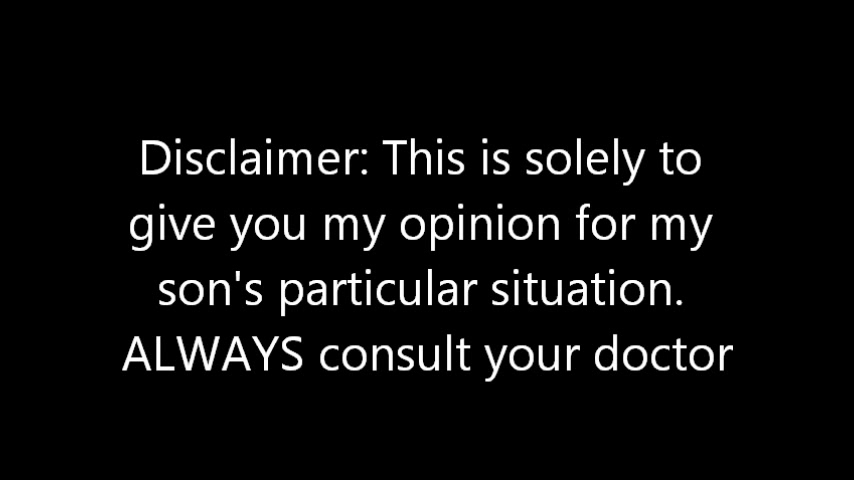 Disclaimer: This is solely to
give you my opinion for my
son's particular situation.
ALWAYS consult your doctor